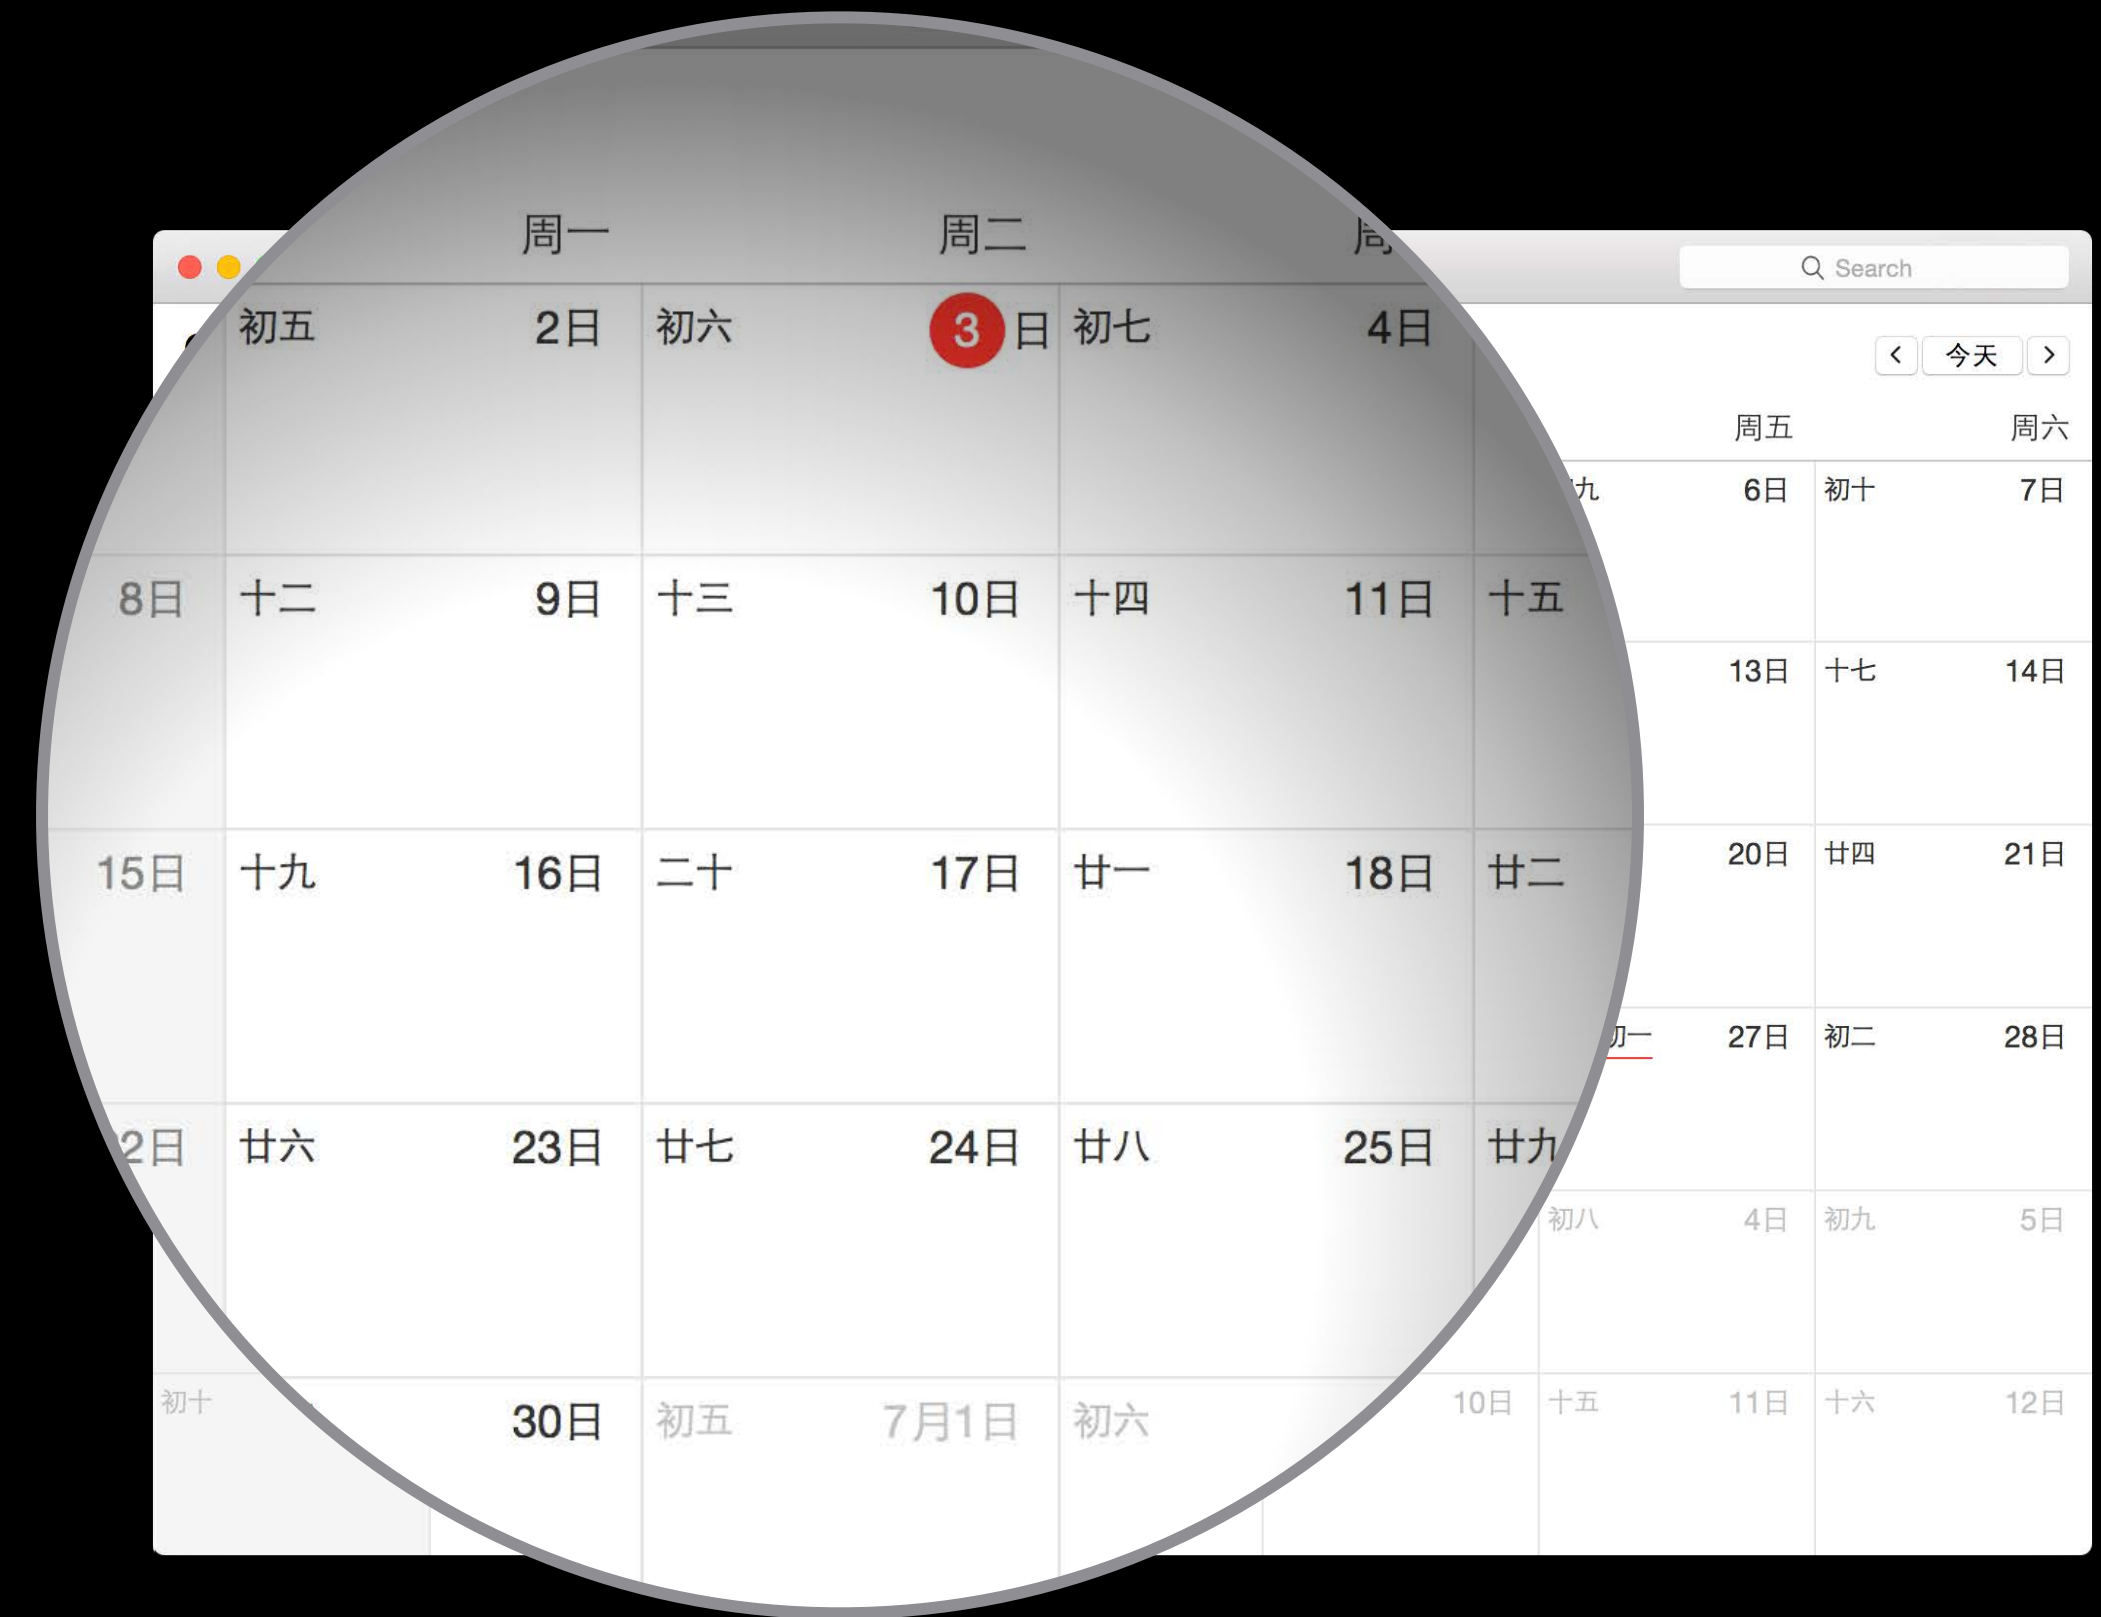 Search
今天
周一 周二 周五 周六
初五 2日 初六 3日 初七 4日 6日 初十 7日
8日 十二 9日 十三 10日 十四 11日 十五 13日 十七 14日
15日 十九 16日 二十 17日 廿一 18日 廿二 20日 廿四 21日
廿六 23日 廿七 24日 廿八 25日 廿九 初一 27日 初二 28日
初八 4日 初九 5日
30日 初五 7月1日 初六
初十 10日 十五 11日 十六 12日